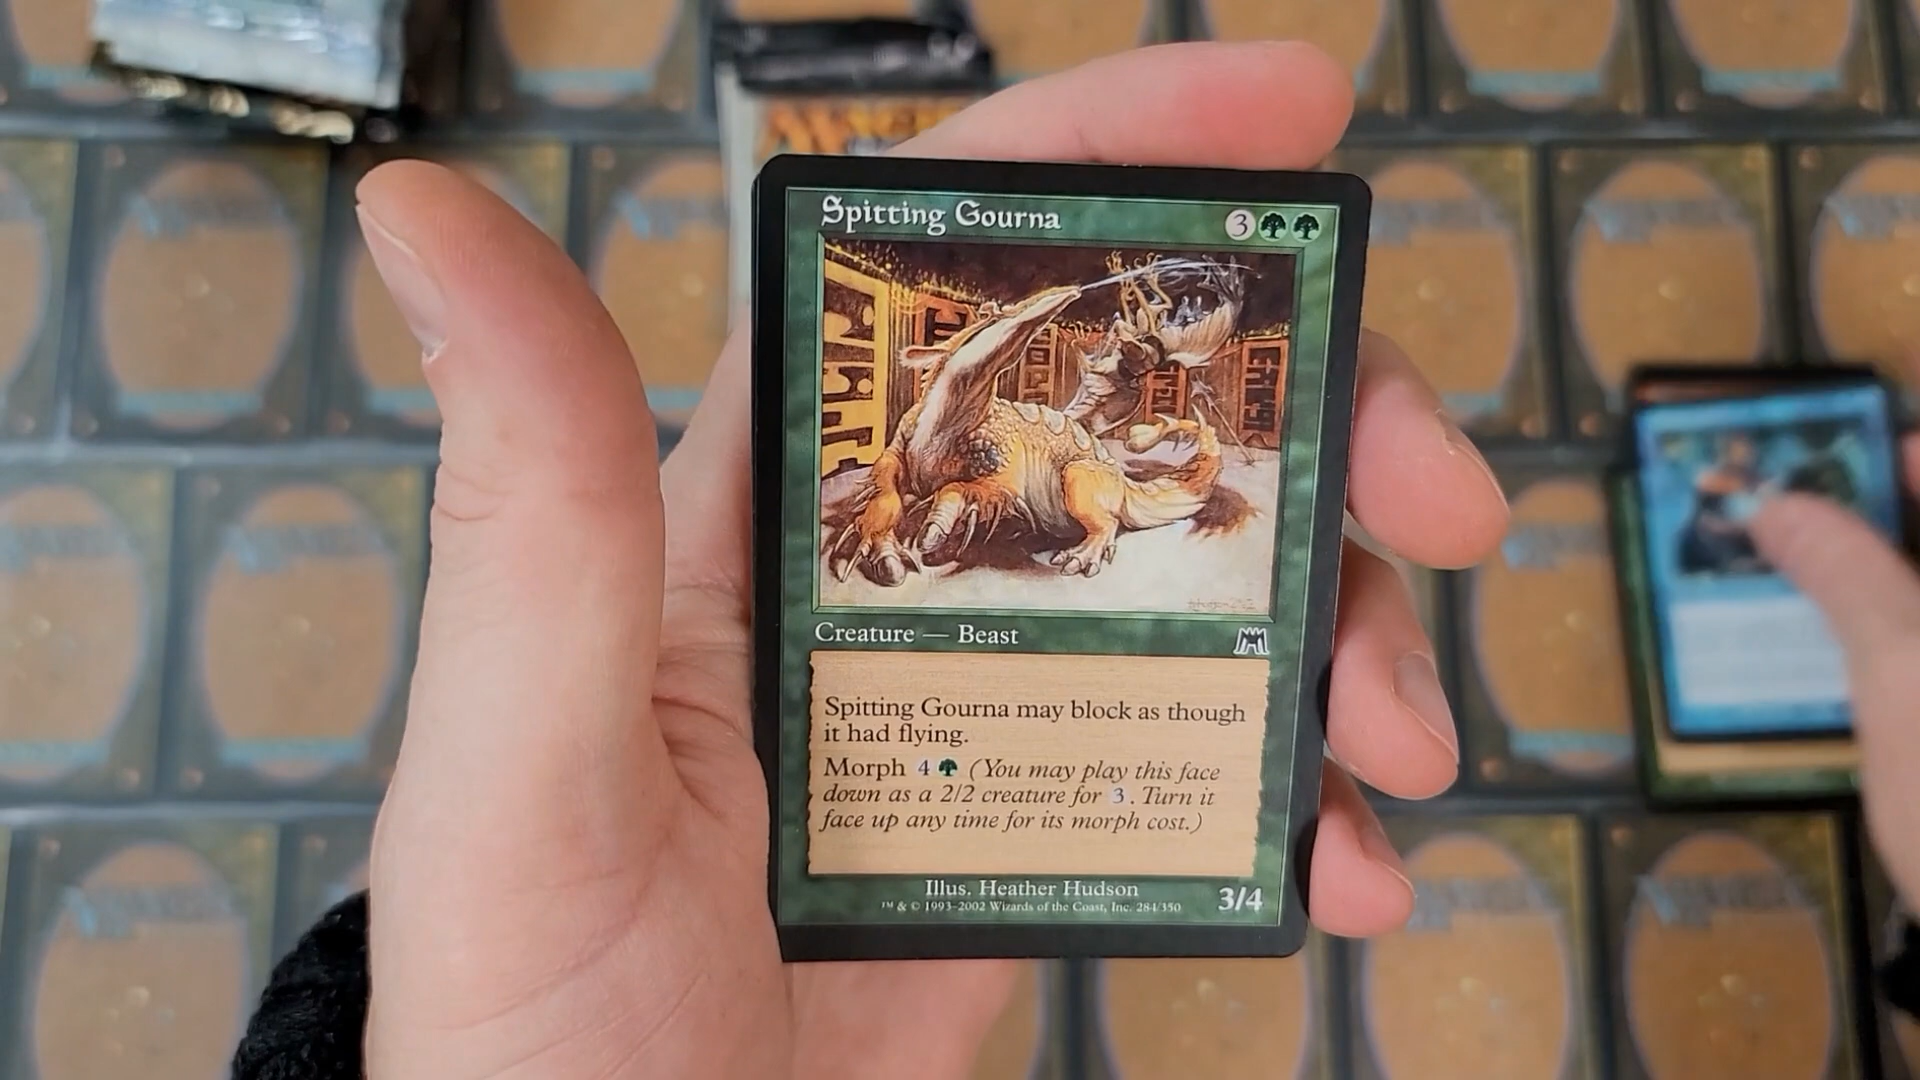 Spitting Gourna 3
Creature — Beast
Spitting Gourna may block as though
it had flying.
Morph 4 (You may play this face
down as a 2/2 creature for 3. Turn it
face up any time for its morph cost.)
Illus. Heather Hudson
™ & © 1993–2002 Wizards of the Coast, Inc. 284/350
3/4